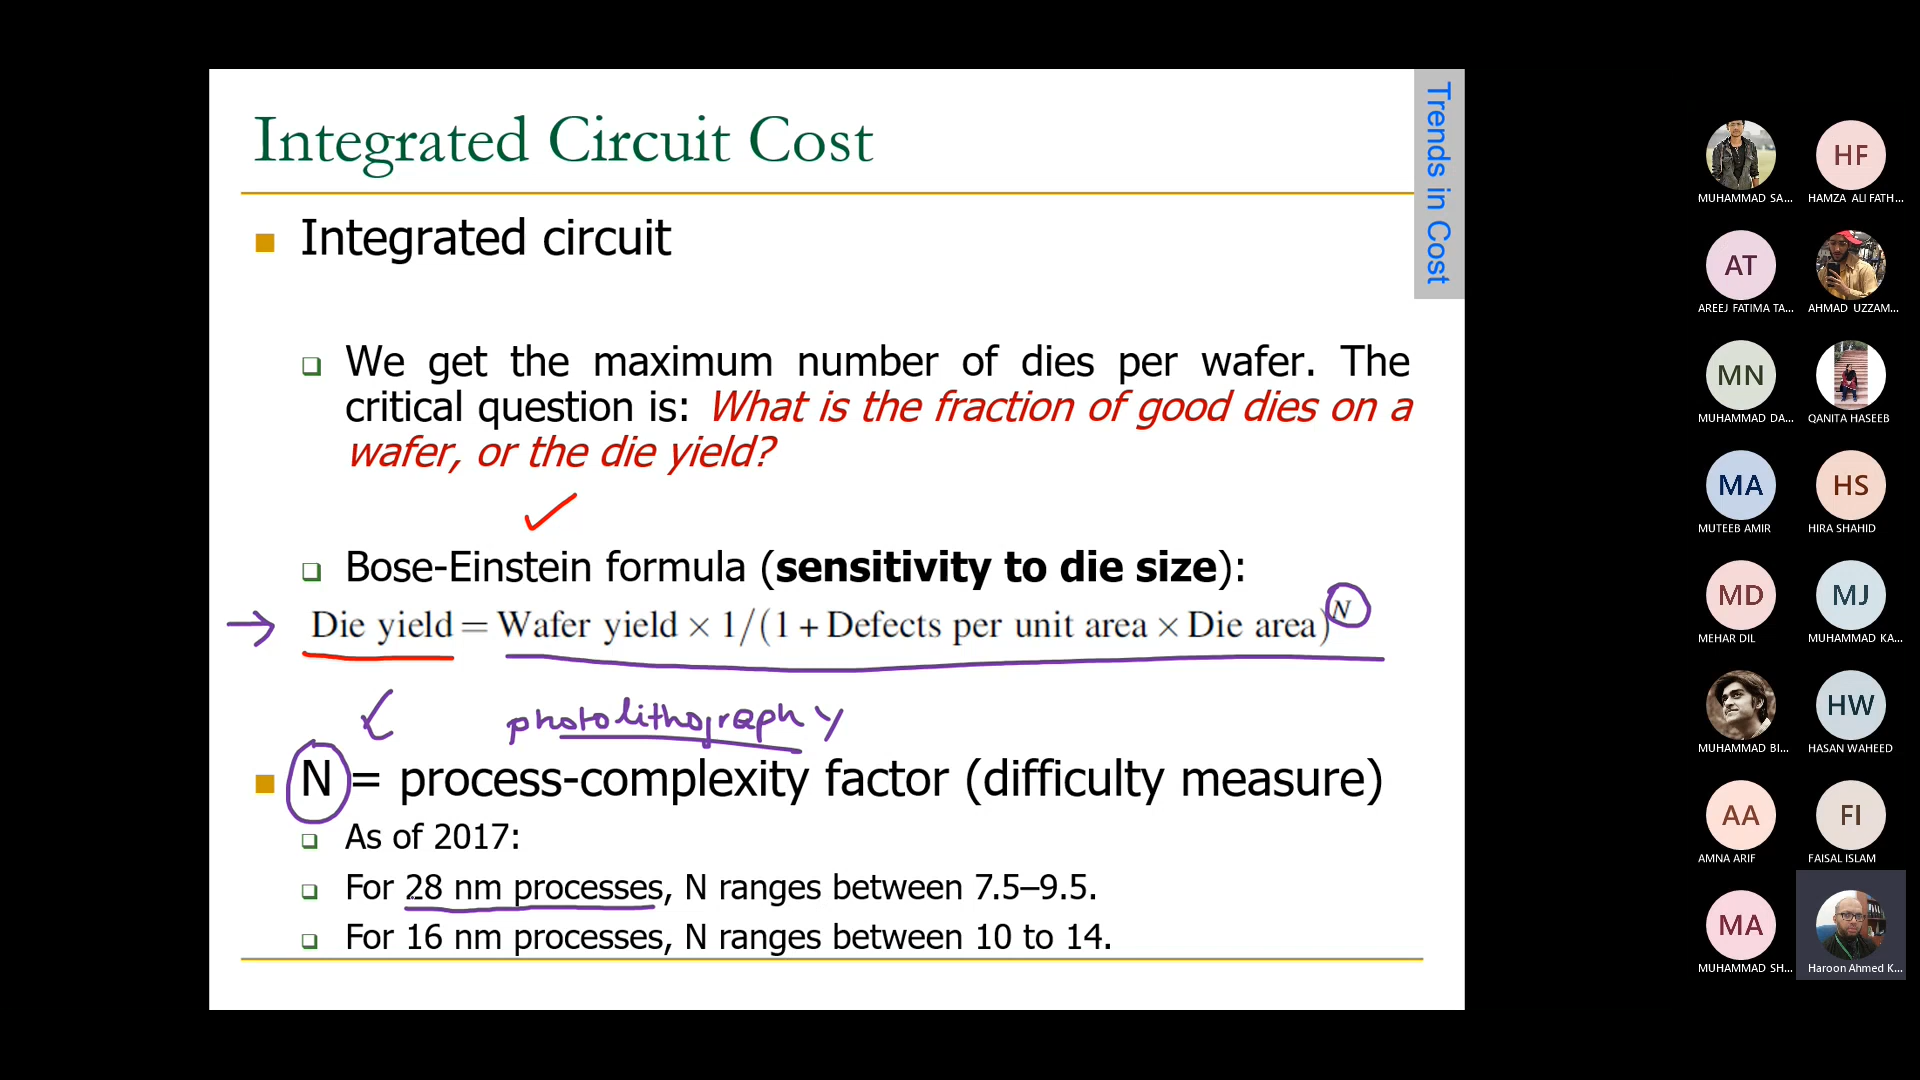 Integrated Circuit Cost
Trends in Cost
Integrated circuit
We get the maximum number of dies per wafer. The
critical question is: What is the fraction of good dies on a
wafer, or the die yield?
Bose-Einstein formula (sensitivity to die size):
Die yield = Wafer yield × 1/(1 + Defects per unit area × Die area)^N
photolithography
N = process-complexity factor (difficulty measure)
As of 2017:
For 28 nm processes, N ranges between 7.5–9.5.
For 16 nm processes, N ranges between 10 to 14.
MUHAMMAD SA...
HF
HAMZA ALI FATH...
AT
AREEJ FATIMA TA...
AHMAD UZZAM...
MN
MUHAMMAD DA...
QANITA HASEEB
MA
MUTEEB AMIR
HS
HIRA SHAHID
MD
MEHAR DIL
MJ
MUHAMMAD KA...
MUHAMMAD BI...
HW
HASAN WAHEED
AA
AMNA ARIF
FI
FAISAL ISLAM
MA
MUHAMMAD SH...
Haroon Ahmed K...